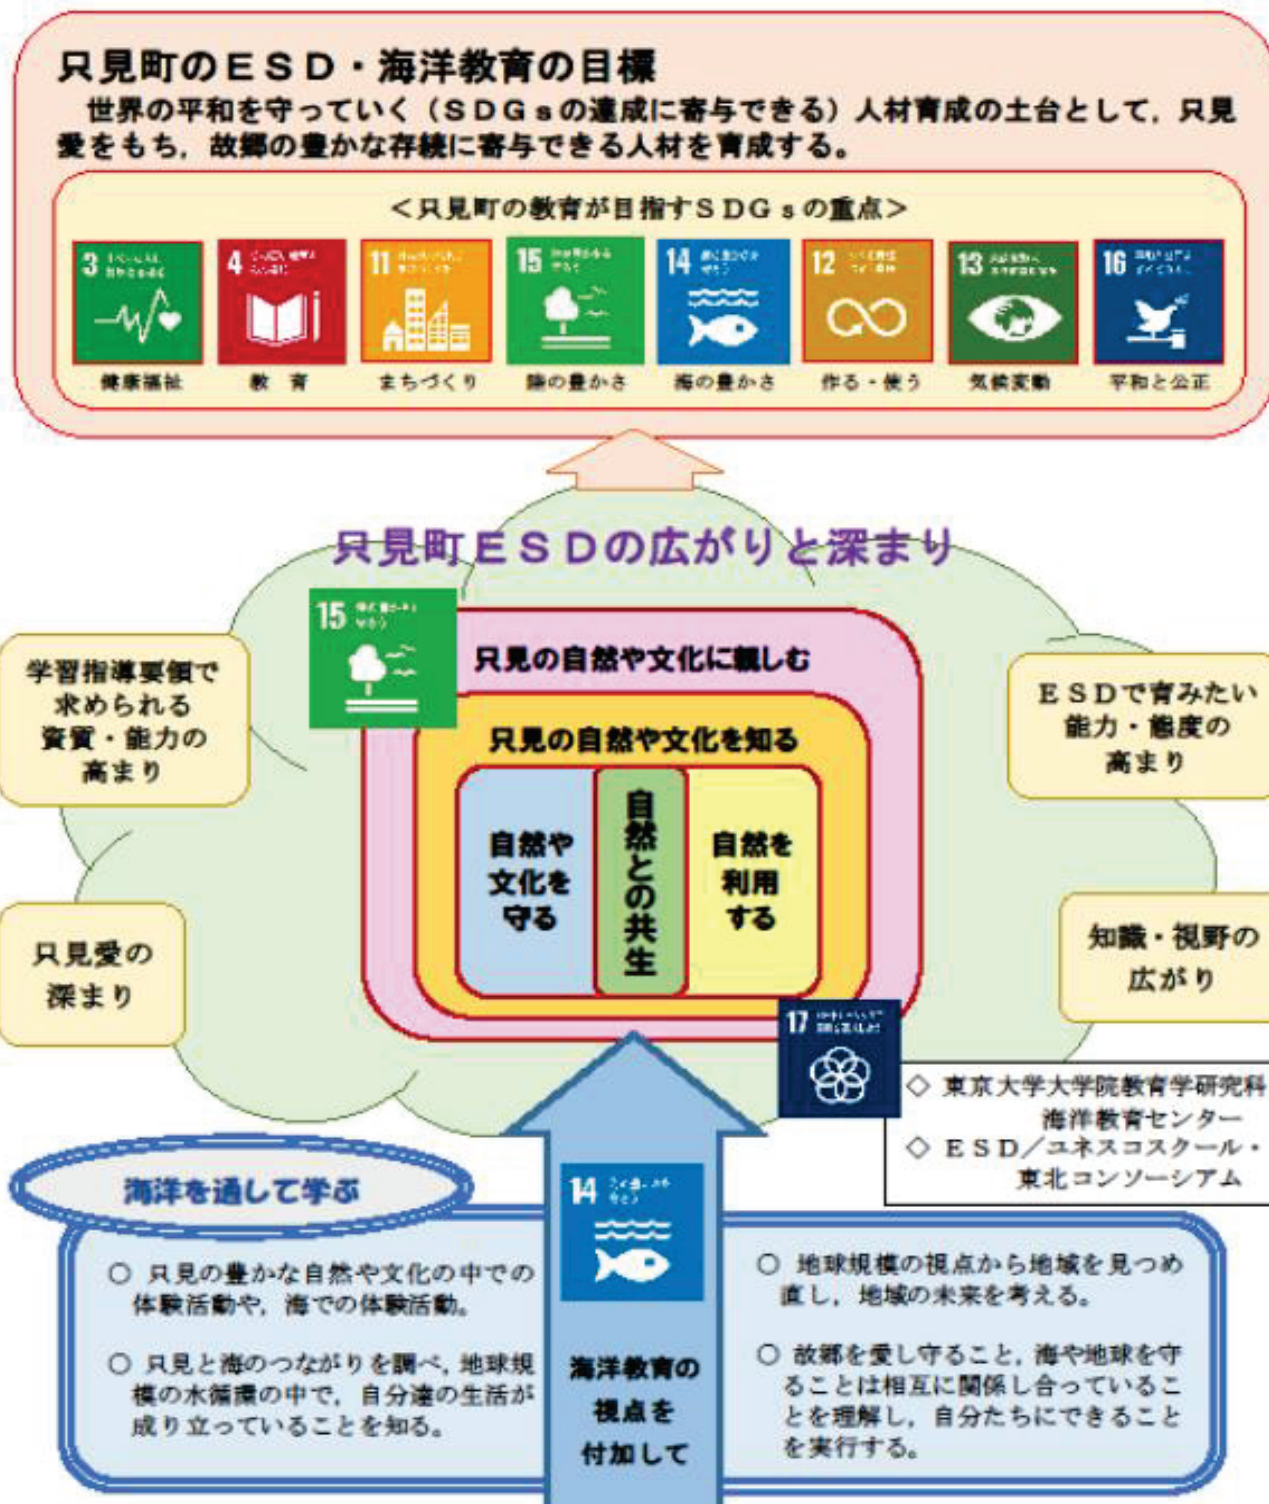 只見町のESD・海洋教育の目標
世界の平和を守っていく（SDGsの達成に寄与できる）人材育成の土台として，只見
愛をもち，故郷の豊かな存続に寄与できる人材を育成する。
＜只見町の教育が目指すSDGsの重点＞
3
4
11
15
14
12
13
16
健康福祉
教 育
まちづくり
陸の豊かさ
海の豊かさ
作る・使う
気候変動
平和と公正
只見町ESDの広がりと深まり
15
学習指導要領で
求められる
資質・能力の
高まり
只見の自然や文化に親しむ
只見の自然や文化を知る
自然や
文化を
守る
自然との共生
自然を
利用
する
ESDで育みたい
能力・態度の
高まり
只見愛の
深まり
知識・視野の
広がり
17
◇ 東京大学大学院教育学研究科
海洋教育センター
◇ ESD／ユネスコスクール・
東北コンソーシアム
海洋を通して学ぶ
○ 只見の豊かな自然や文化の中での
体験活動や，海での体験活動。
○ 只見と海のつながりを調べ，地球規
模の水循環の中で，自分達の生活が
成り立っていることを知る。
14
海洋教育の
視点を
付加して
○ 地球規模の視点から地域を見つめ
直し，地域の未来を考える。
○ 故郷を愛し守ること，海や地球を守
ることは相互に関係し合っているこ
とを理解し，自分たちにできること
を実行する。